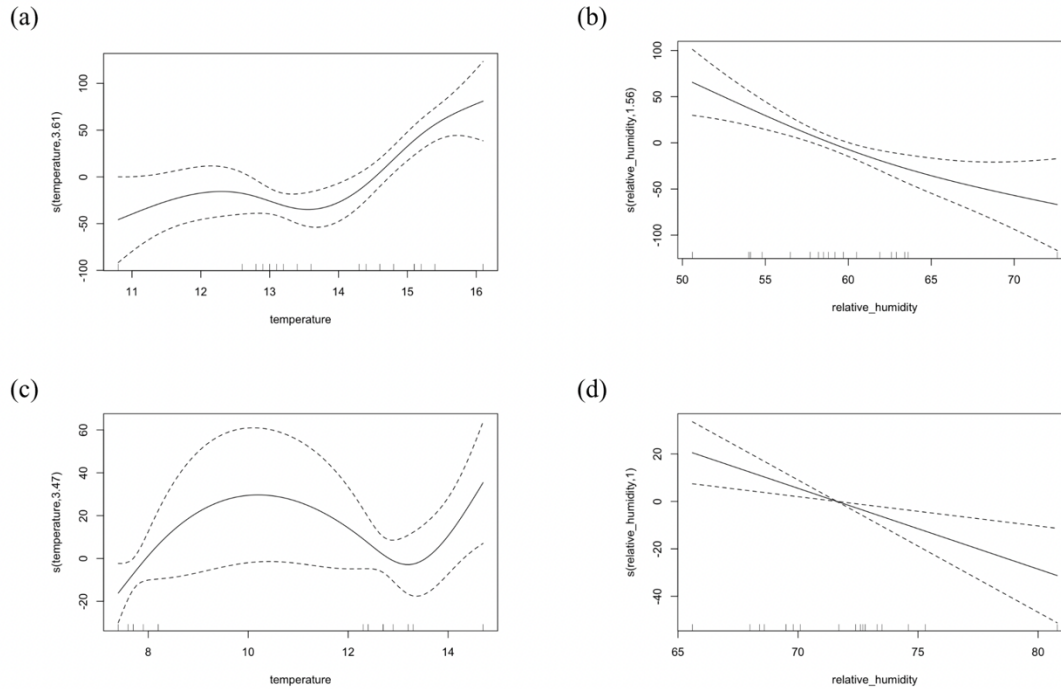 (a)
s(temperature,3.61)
100
50
0
-50
-100
11 12 13 14 15 16
temperature
(b)
s(relative_humidity,1.56)
100
50
0
-50
-100
50 55 60 65 70
relative_humidity
(c)
s(temperature,3.47)
60
40
20
0
-20
8 10 12 14
temperature
(d)
s(relative_humidity,1)
20
0
-20
-40
65 70 75 80
relative_humidity